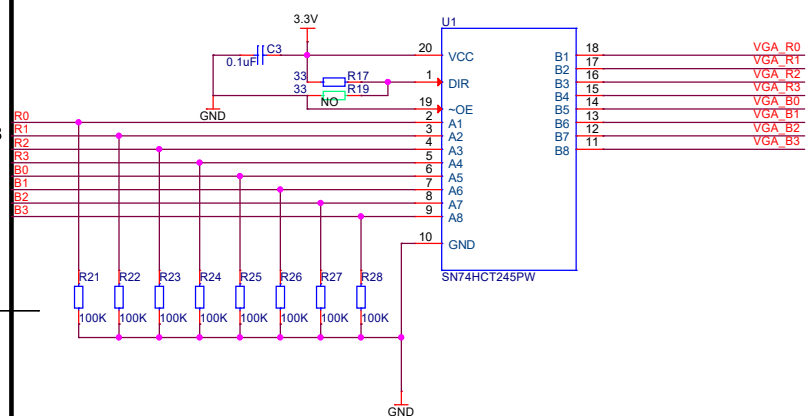 3.3V
U1
C3
0.1uF
20 VCC
B1 18 VGA_R0
B2 17 VGA_R1
33 R17
1 DIR
B3 16 VGA_R2
33 R19
NO
B4 15 VGA_R3
GND
19 ~OE
B5 14 VGA_B0
R0 2 A1
B6 13 VGA_B1
R1 3 A2
B7 12 VGA_B2
R2 4 A3
B8 11 VGA_B3
R3 5 A4
B0 6 A5
B1 7 A6
B2 8 A7
B3 9 A8
10 GND
R21 R22 R23 R24 R25 R26 R27 R28
SN74HCT245PW
100K 100K 100K 100K 100K 100K 100K 100K
GND